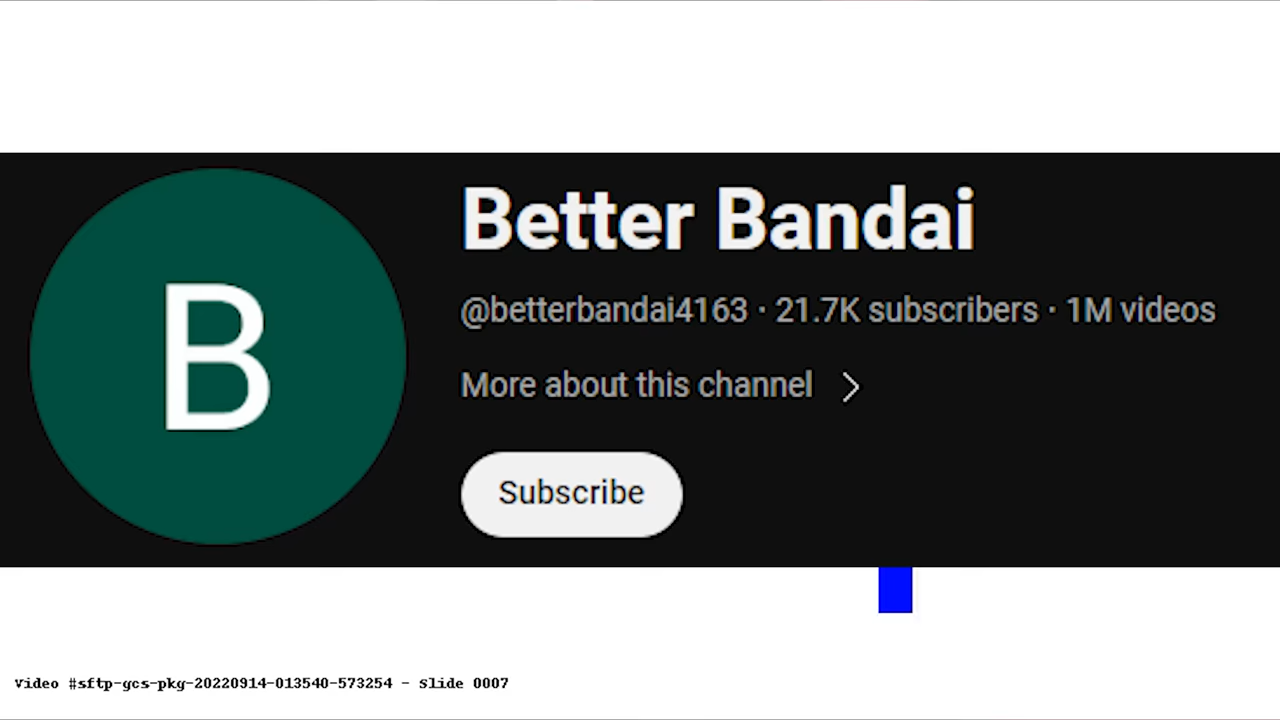 B
Better Bandai
@betterbandai4163 · 21.7K subscribers · 1M videos
More about this channel
Subscribe
Video #sftp-gcs-pkg-20220914-013540-573254 - Slide 0007